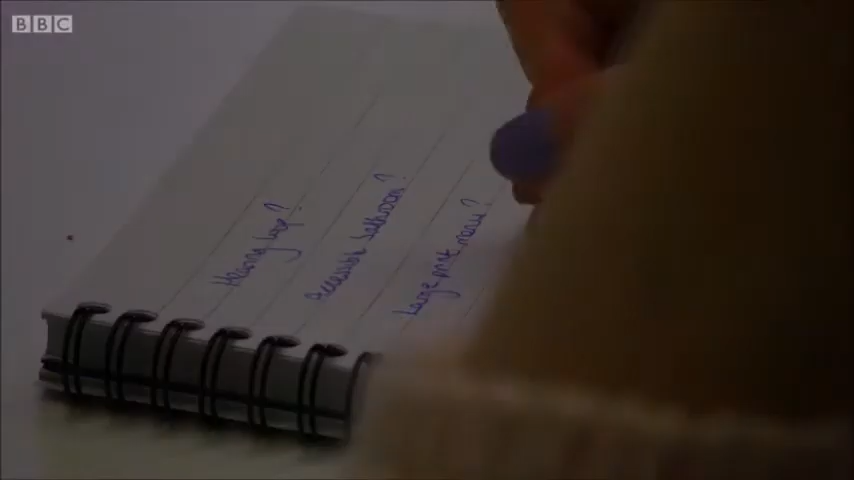 BBC
Hearing loop?
Accessible bathroom?
Large print menu?